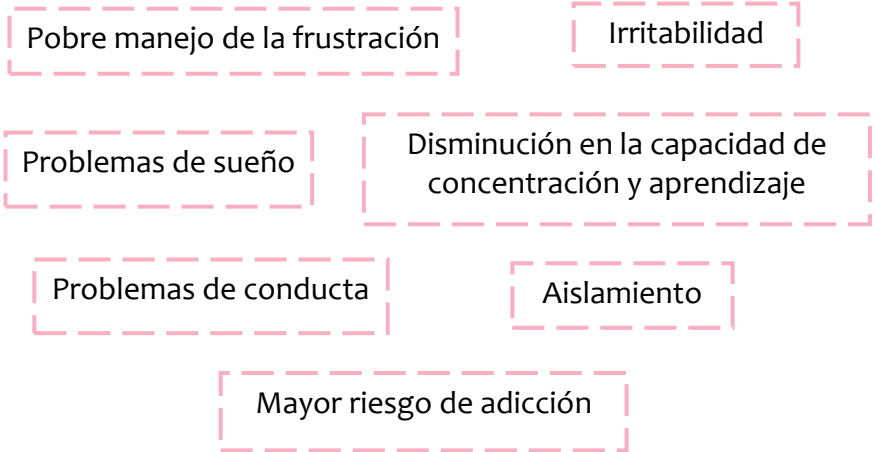 Pobre manejo de la frustración
Irritabilidad
Problemas de sueño
Disminución en la capacidad de
concentración y aprendizaje
Problemas de conducta
Aislamiento
Mayor riesgo de adicción